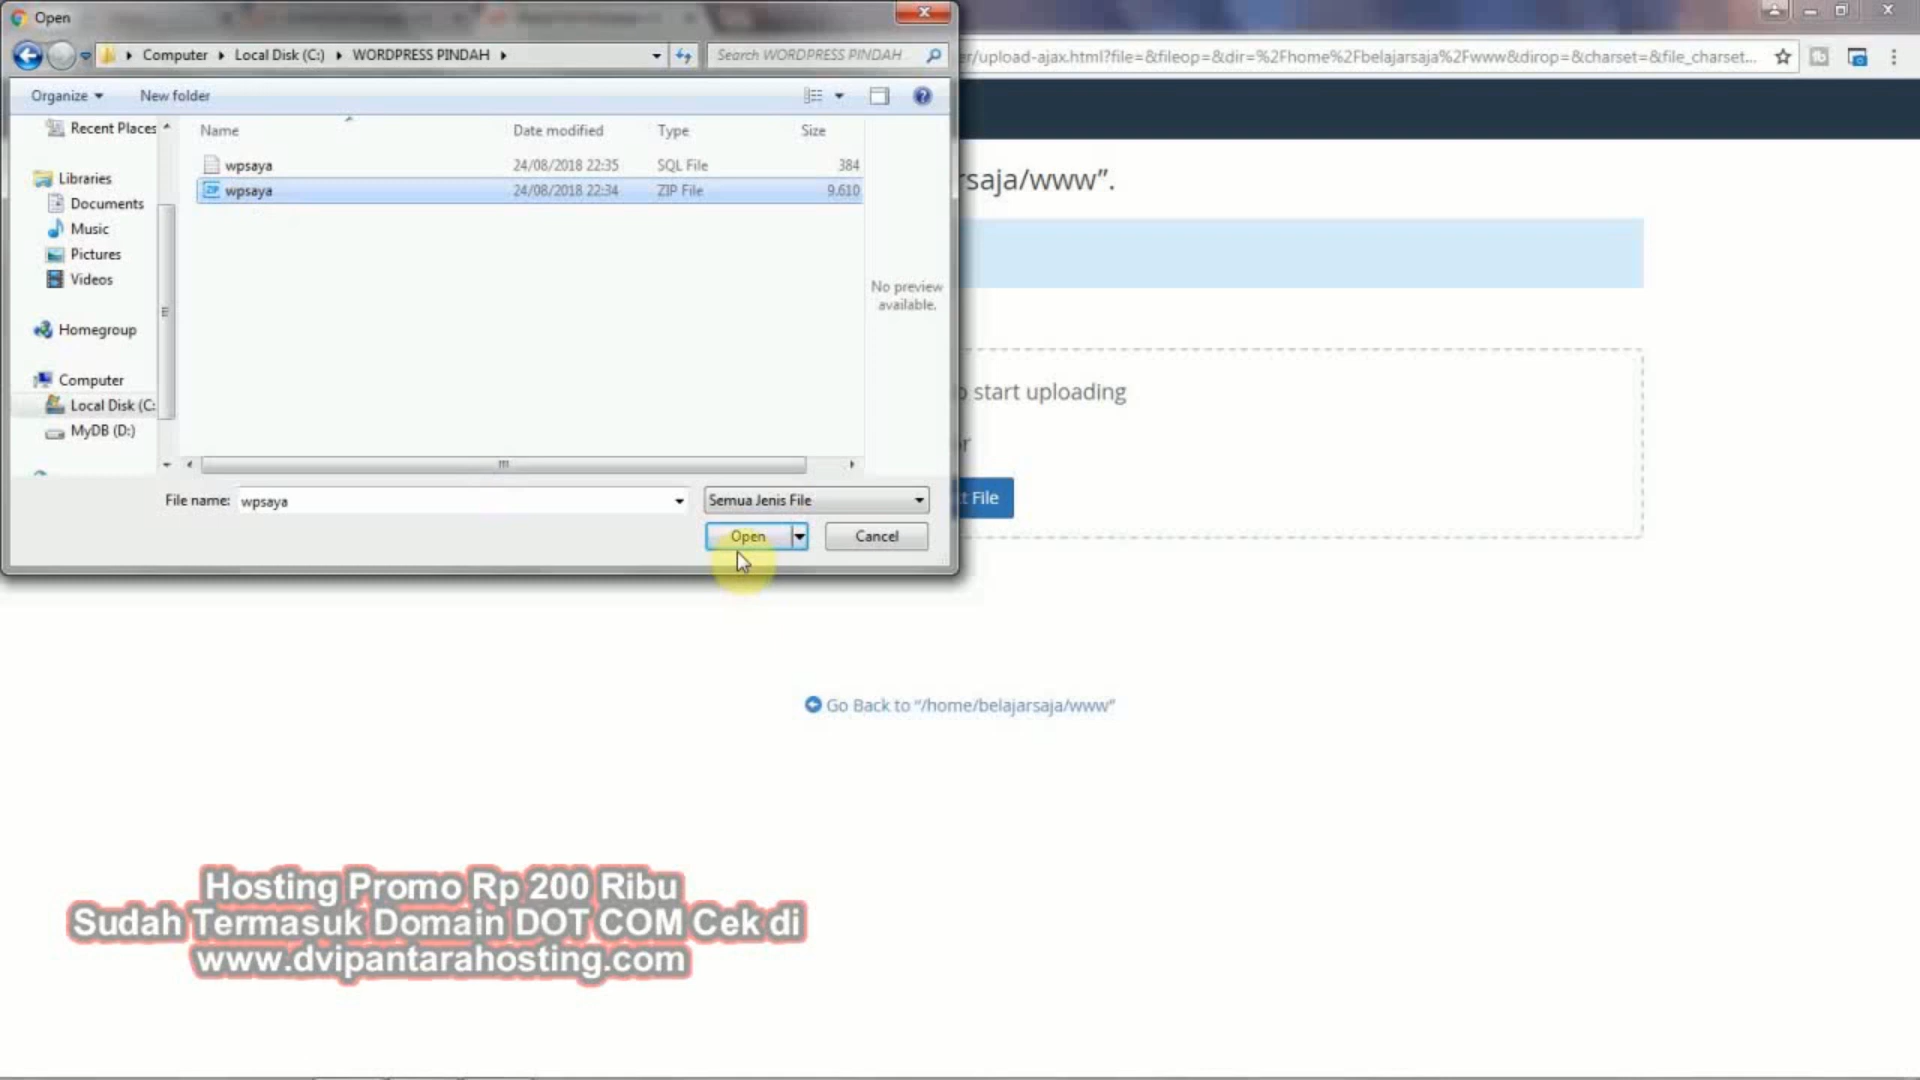 Open
Computer Local Disk (C:) WORDPRESS PINDAH
Search WORDPRESS PINDAH
er/upload-ajax.html?file=&fileop=&dir=%2Fhome%2Fbelajarsaja%2Fwww&dirop=&charset=&file_charset...
Organize New folder
Recent Places
Libraries
Documents
Music
Pictures
Videos
Homegroup
Computer
Local Disk (C:
MyDB (D:)
Name Date modified Type Size
wpsaya 24/08/2018 22:35 SQL File 384
wpsaya 24/08/2018 22:34 ZIP File 9.610
No preview
available.
File name: wpsaya
Semua Jenis File
Open Cancel
rsaja/www”.
o start uploading
or
t File
Go Back to “/home/belajarsaja/www”
Hosting Promo Rp 200 Ribu
Sudah Termasuk Domain DOT COM Cek di
www.dvipantarahosting.com